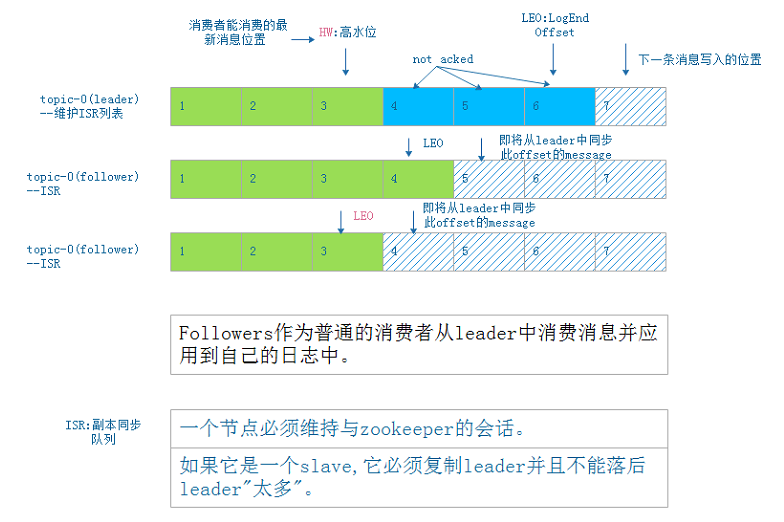 消费者能消费的最
新消息位置
HW:高水位
LEO:LogEnd
Offset
not acked
下一条消息写入的位置
topic-0(leader)
--维护ISR列表
1 2 3 4 5 6 7
LEO
即将从leader中同步
此offset的message
topic-0(follower)
--ISR
1 2 3 4 5 6 7
LEO
即将从leader中同步
此offset的message
topic-0(follower)
--ISR
1 2 3 4 5 6 7
Followers作为普通的消费者从leader中消费消息并应
用到自己的日志中。
ISR:副本同步
队列
一个节点必须维持与zookeeper的会话。
如果它是一个slave,它必须复制leader并且不能落后
leader"太多"。